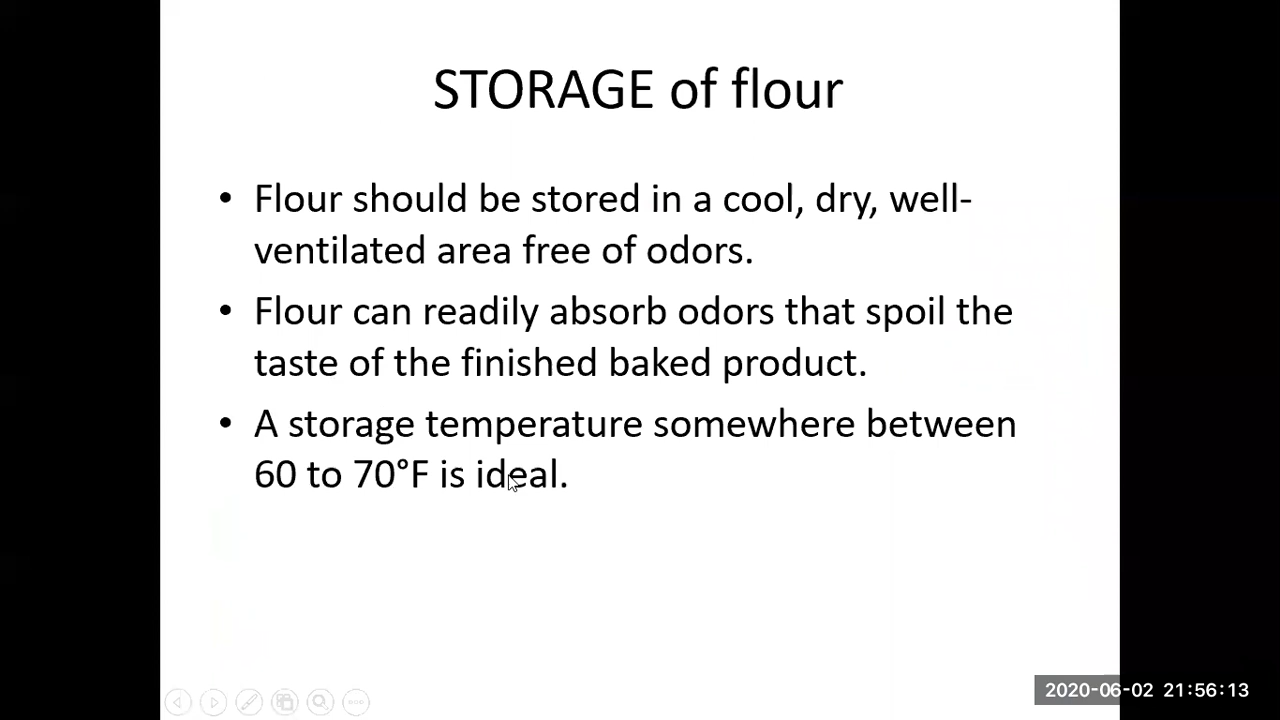 STORAGE of flour
• Flour should be stored in a cool, dry, well-
ventilated area free of odors.
• Flour can readily absorb odors that spoil the
taste of the finished baked product.
• A storage temperature somewhere between
60 to 70°F is ideal.
2020-06-02 21:56:13